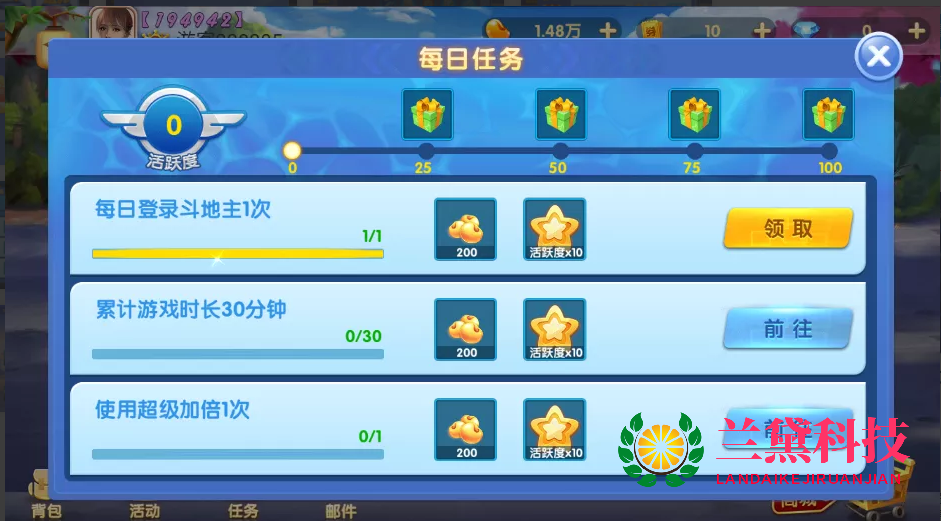 【194942】
1.48万
10
0
每日任务
0
活跃度
0 25 50 75 100
每日登录斗地主1次
1/1
200
活跃度x10
领取
累计游戏时长30分钟
0/30
200
活跃度x10
前往
使用超级加倍1次
0/1
200
活跃度x10
兰黛科技
LANDAIKEJIRUANJIAN
背包 活动 任务 邮件
商城